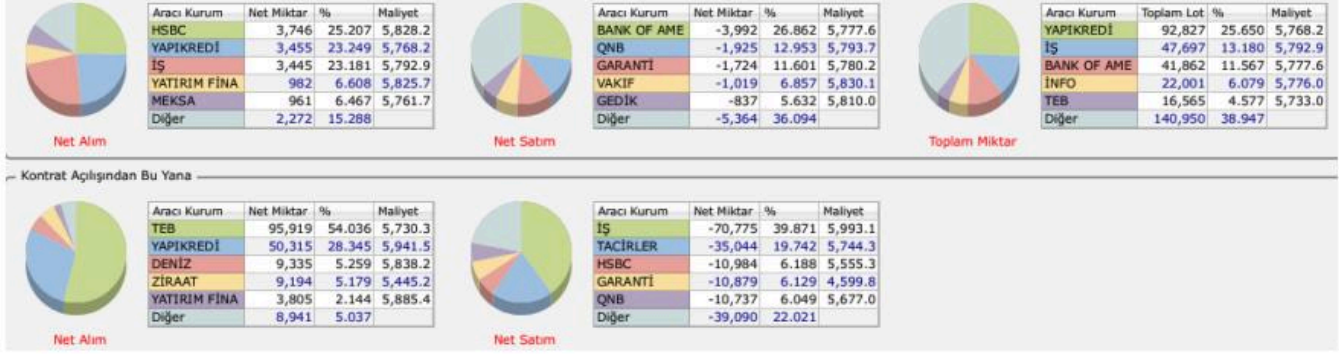 Aracı Kurum Net Miktar % Maliyet
HSBC 3,746 25.207 5,828.2
YAPIKREDİ 3,455 23.249 5,768.2
İŞ 3,445 23.181 5,792.9
YATIRIM FİNA 982 6.608 5,825.7
MEKSA 961 6.467 5,761.7
Diğer 2,272 15.288
Net Alım
Aracı Kurum Net Miktar % Maliyet
BANK OF AME -3,992 26.862 5,777.6
QNB -1,925 12.953 5,793.7
GARANTİ -1,724 11.601 5,780.2
VAKIF -1,019 6.857 5,830.1
GEDİK -837 5.632 5,810.0
Diğer -5,364 36.094
Net Satım
Aracı Kurum Toplam Lot % Maliyet
YAPIKREDİ 92,827 25.650 5,768.2
İŞ 47,697 13.180 5,792.9
BANK OF AME 41,862 11.567 5,777.6
İNFO 22,001 6.079 5,776.0
TEB 16,565 4.577 5,733.0
Diğer 140,950 38.947
Toplam Miktar
Kontrat Açılışından Bu Yana
Aracı Kurum Net Miktar % Maliyet
TEB 95,919 54.036 5,730.3
YAPIKREDİ 50,315 28.345 5,941.5
DENİZ 9,335 5.259 5,838.2
ZİRAAT 9,194 5.179 5,445.2
YATIRIM FİNA 3,805 2.144 5,885.4
Diğer 8,941 5.037
Net Alım
Aracı Kurum Net Miktar % Maliyet
İŞ -70,775 39.871 5,993.1
TACİRLER -35,044 19.742 5,744.3
HSBC -10,984 6.188 5,555.3
GARANTİ -10,879 6.129 4,599.8
QNB -10,737 6.049 5,677.0
Diğer -39,090 22.021
Net Satım